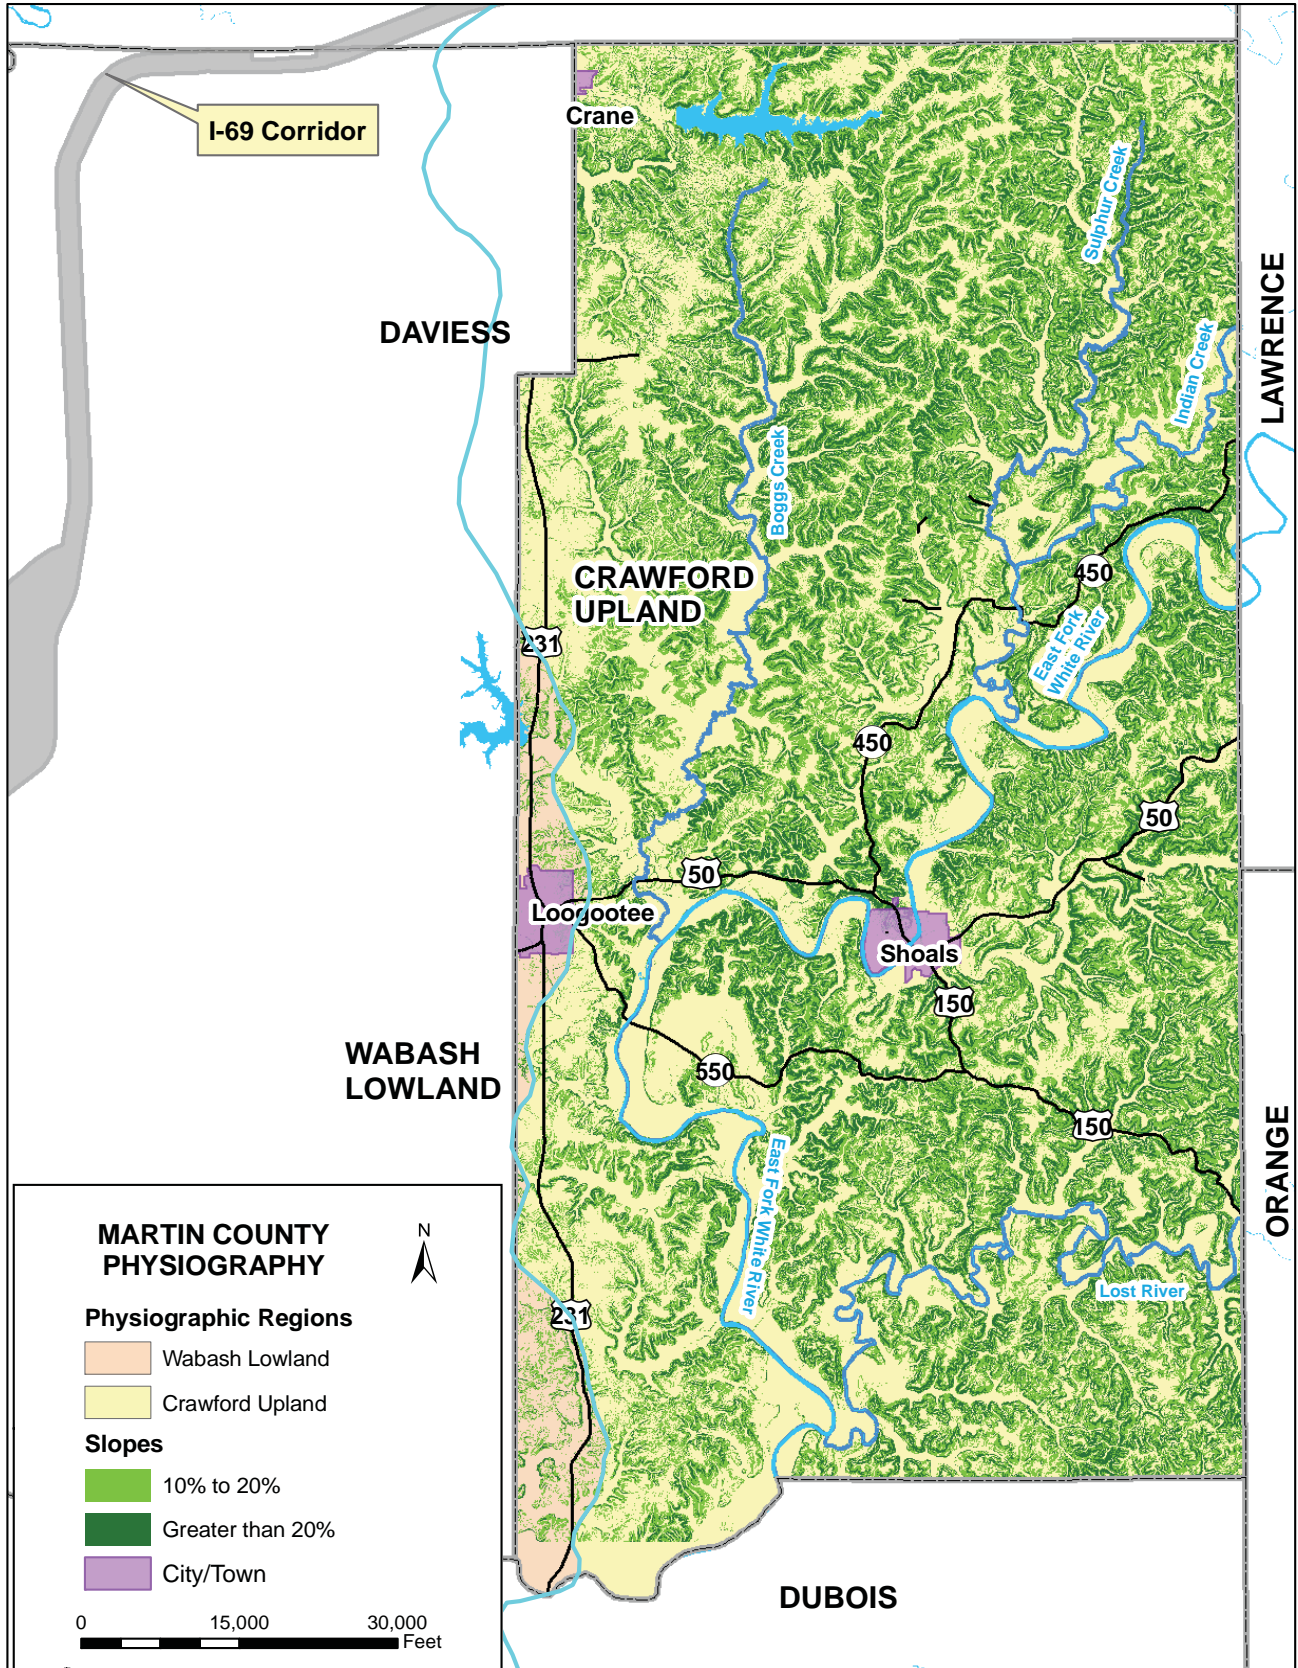 I-69 Corridor
Crane
Sulphur Creek
LAWRENCE
DAVIESS
Indian Creek
Boggs Creek
CRAWFORD
UPLAND
450
231
East Fork
White River
450
50
50
Loogootee
Shoals
150
WABASH
LOWLAND
550
150
ORANGE
East Fork White River
Lost River
231
MARTIN COUNTY
PHYSIOGRAPHY
N
Physiographic Regions
Wabash Lowland
Crawford Upland
Slopes
10% to 20%
Greater than 20%
City/Town
0 15,000 30,000
Feet
DUBOIS